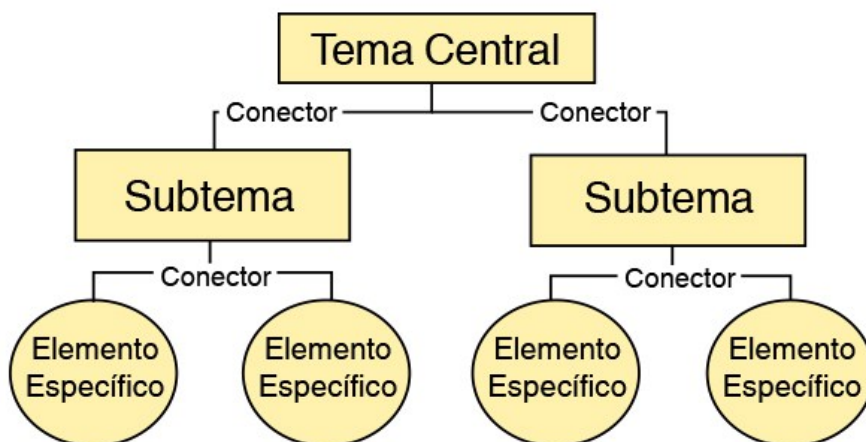 Tema Central
Conector
Conector
Subtema
Subtema
Conector
Conector
Elemento
Específico
Elemento
Específico
Elemento
Específico
Elemento
Específico